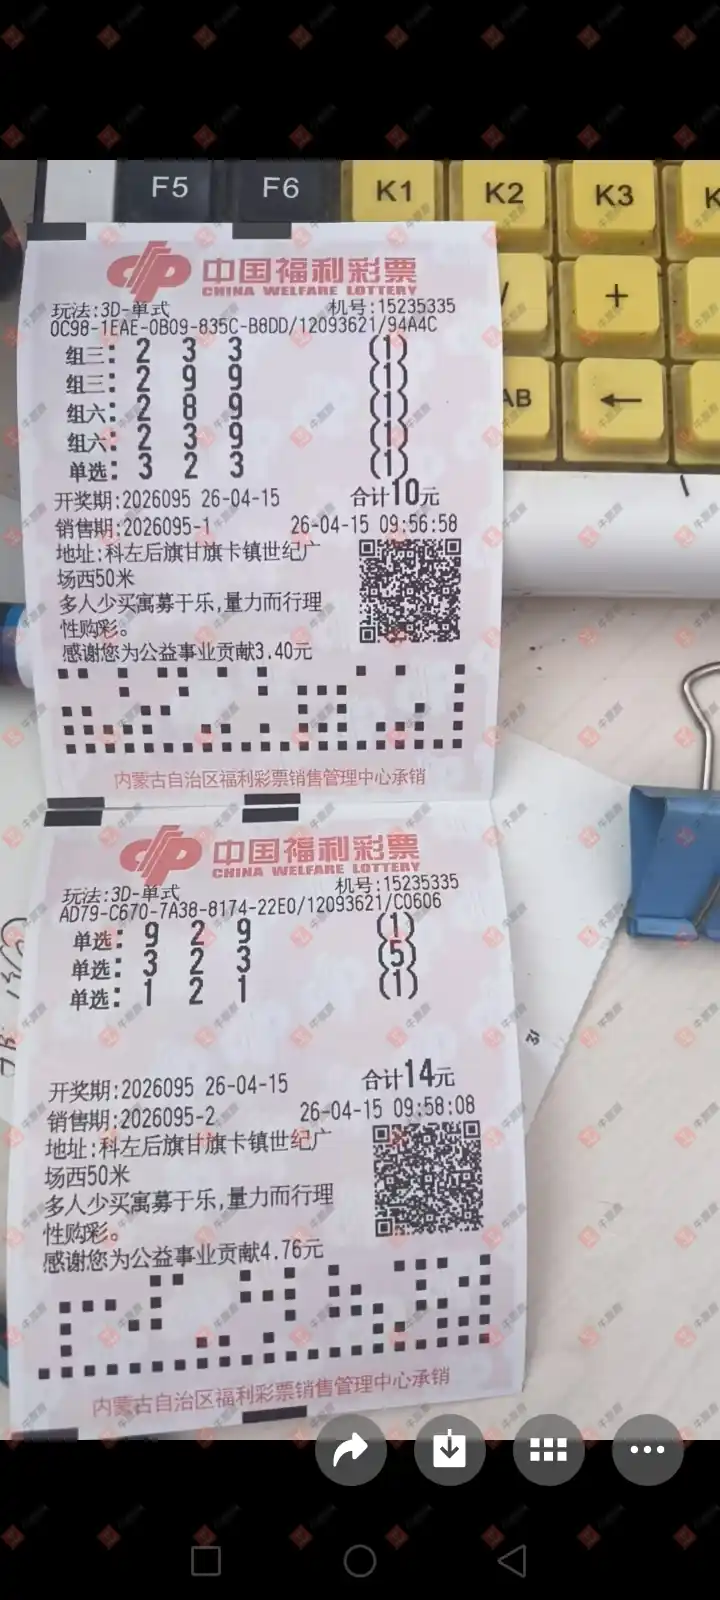 F5
F6
K1
K2
K3
K
+
AB
←
中国福利彩票
CHINA WELFARE LOTTERY
玩法:3D-单式 机号:15235335
0C98-1EAE-0B09-835C-B8DD/12093621/94A4C
组三: 2 3 3 (1)
组三: 2 9 9 (1)
组六: 2 8 9 (1)
组六: 2 3 9 (1)
单选: 3 2 3 (1)
开奖期:2026095 26-04-15 合计10元
销售期:2026095-1 26-04-15 09:56:58
地址:科左后旗甘旗卡镇世纪广
场西50米
多人少买寓募于乐,量力而行理
性购彩。
感谢您为公益事业贡献3.40元
内蒙古自治区福利彩票销售管理中心承销
中国福利彩票
CHINA WELFARE LOTTERY
玩法:3D-单式 机号:15235335
AD79-C670-7A38-8174-22E0/12093621/C0606
单选: 9 2 9 (1)
单选: 3 2 3 (5)
单选: 1 2 1 (1)
开奖期:2026095 26-04-15 合计14元
销售期:2026095-2 26-04-15 09:58:08
地址:科左后旗甘旗卡镇世纪广
场西50米
多人少买寓募于乐,量力而行理
性购彩。
感谢您为公益事业贡献4.76元
内蒙古自治区福利彩票销售管理中心承销